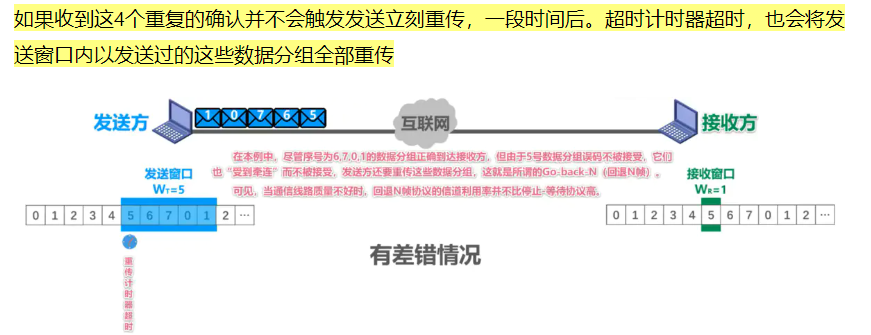 如果收到这4个重复的确认并不会触发发送立刻重传，一段时间后。超时计时器超时，也会将发
送窗口内以发送过的这些数据分组全部重传
1 0 7 6 5
发送方
互联网
接收方
在本例中，尽管序号为6,7,0,1的数据分组正确到达接收方，但由于5号数据分组误码不被接受，它们
也“受到牵连”而不被接受，发送方还要重传这些数据分组，这就是所谓的Go-back-N（回退N帧）。
可见，当通信线路质量不好时，回退N帧协议的信道利用率并不比停止-等待协议高。
发送窗口
WT=5
接收窗口
WR=1
0 1 2 3 4 5 6 7 0 1 2 ···
0 1 2 3 4 5 6 7 0 1 2 ···
有差错情况
重传计时器超时